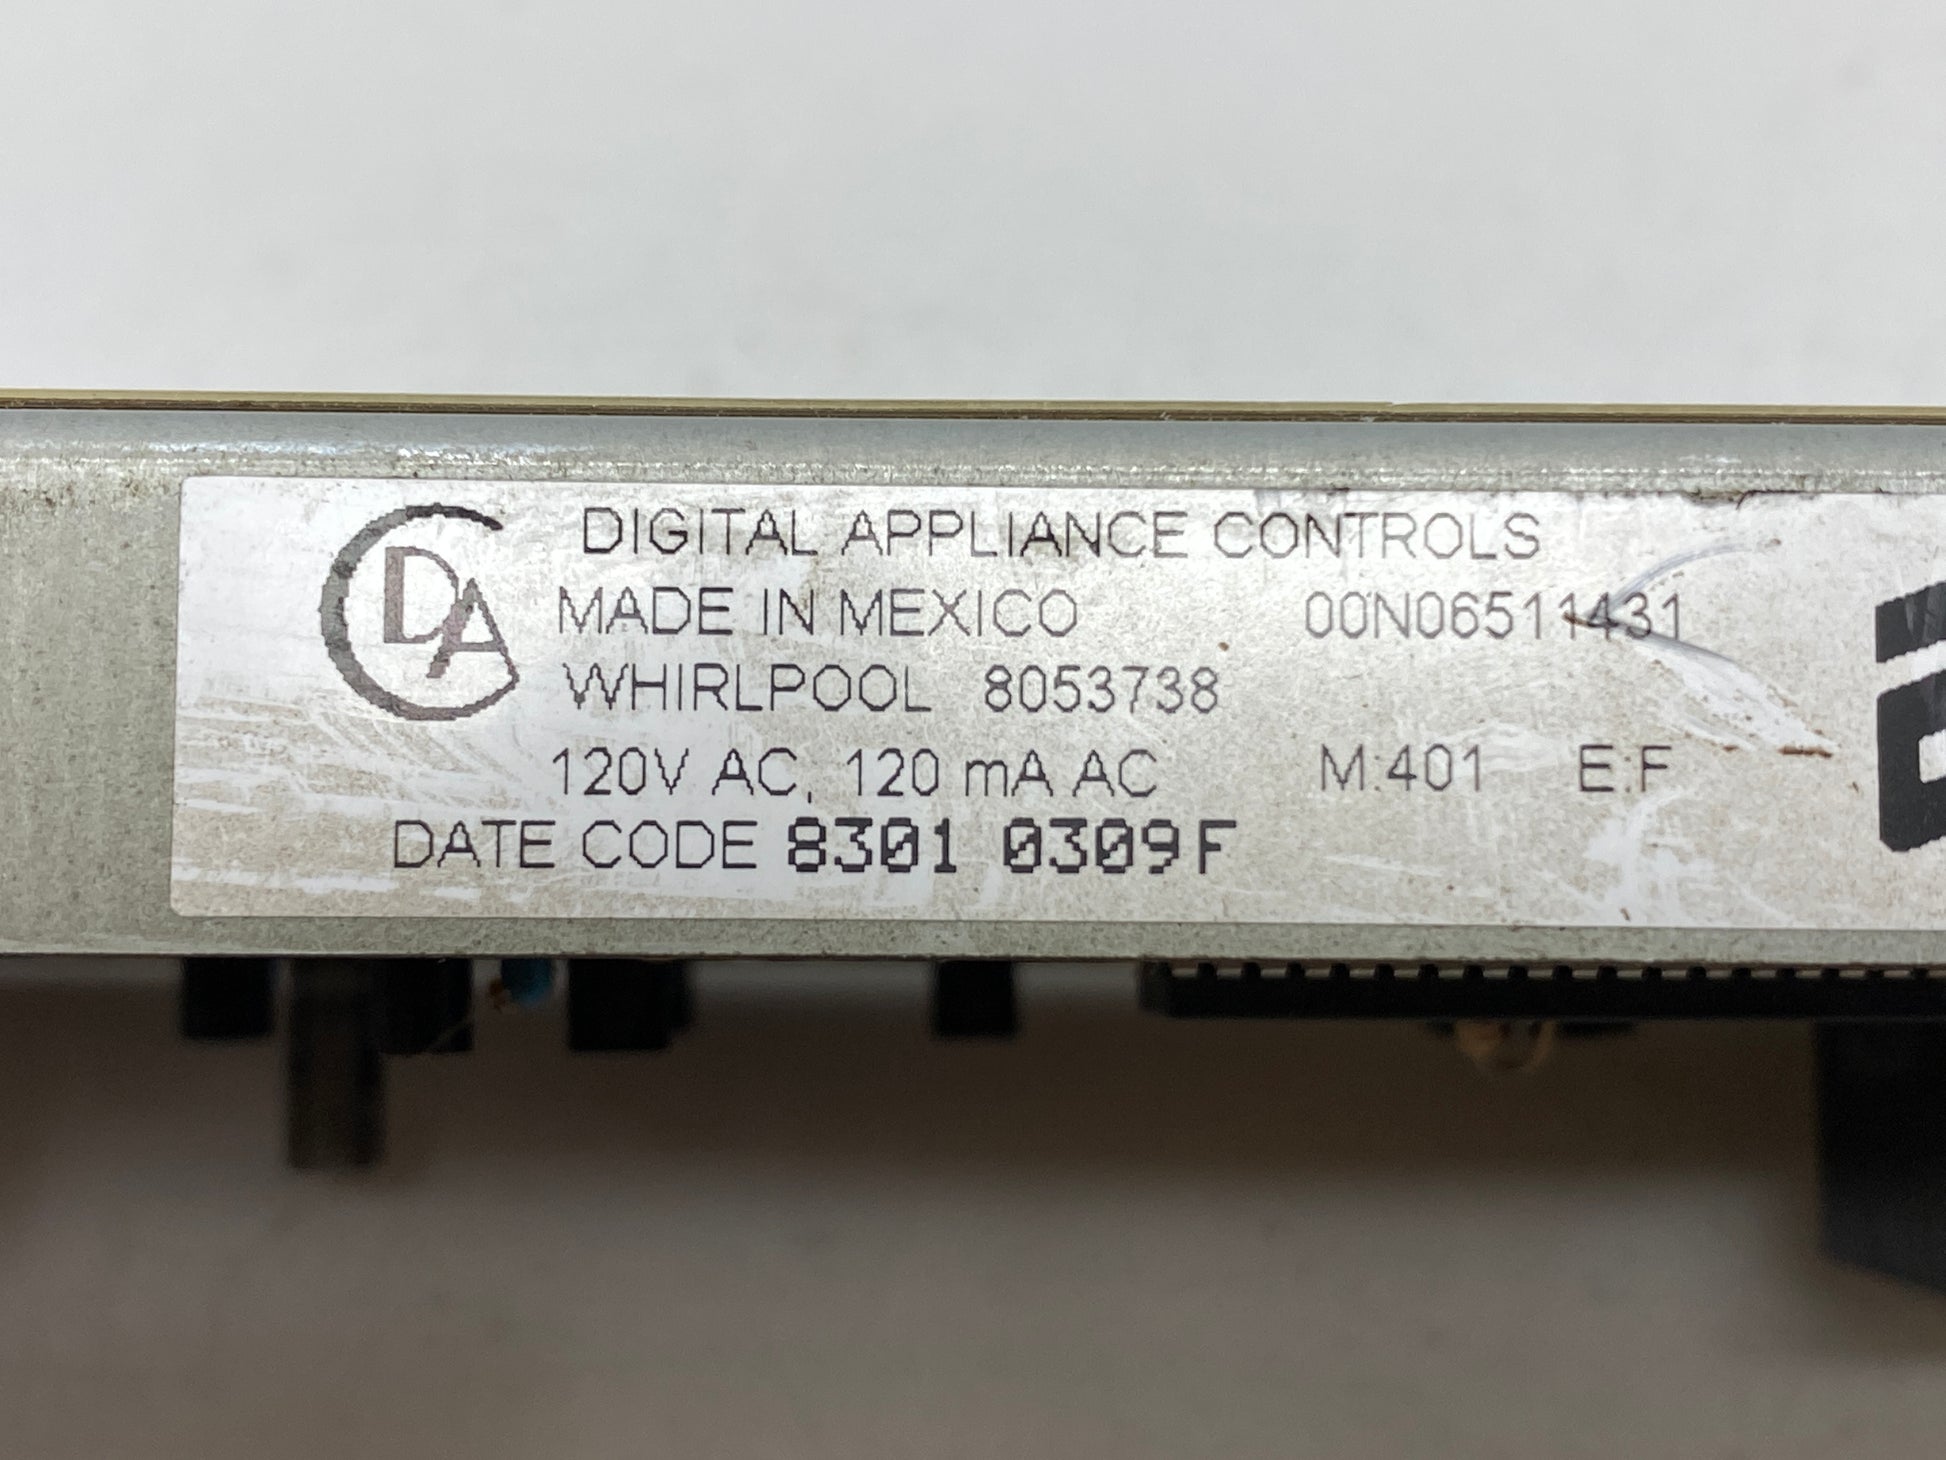 CDA
DIGITAL APPLIANCE CONTROLS
MADE IN MEXICO 00N06511431
WHIRLPOOL 8053738
120V AC, 120 mA AC M:401 E:F
DATE CODE 8301 0309F